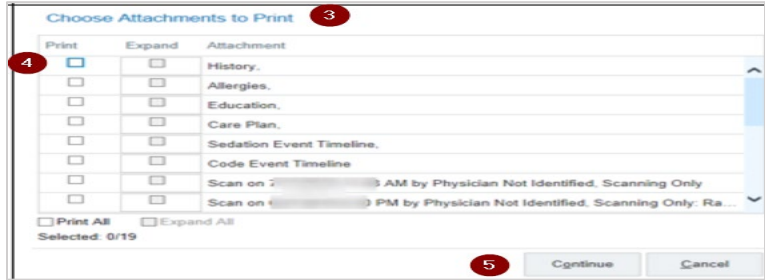 Choose Attachments to Print 3
Print Expand Attachment
4 History,
Allergies,
Education,
Care Plan,
Sedation Event Timeline,
Code Event Timeline
Scan on AM by Physician Not Identified, Scanning Only
Scan on PM by Physician Not Identified, Scanning Only: Ra...
Print All Expand All
Selected: 0/19
5 Continue Cancel